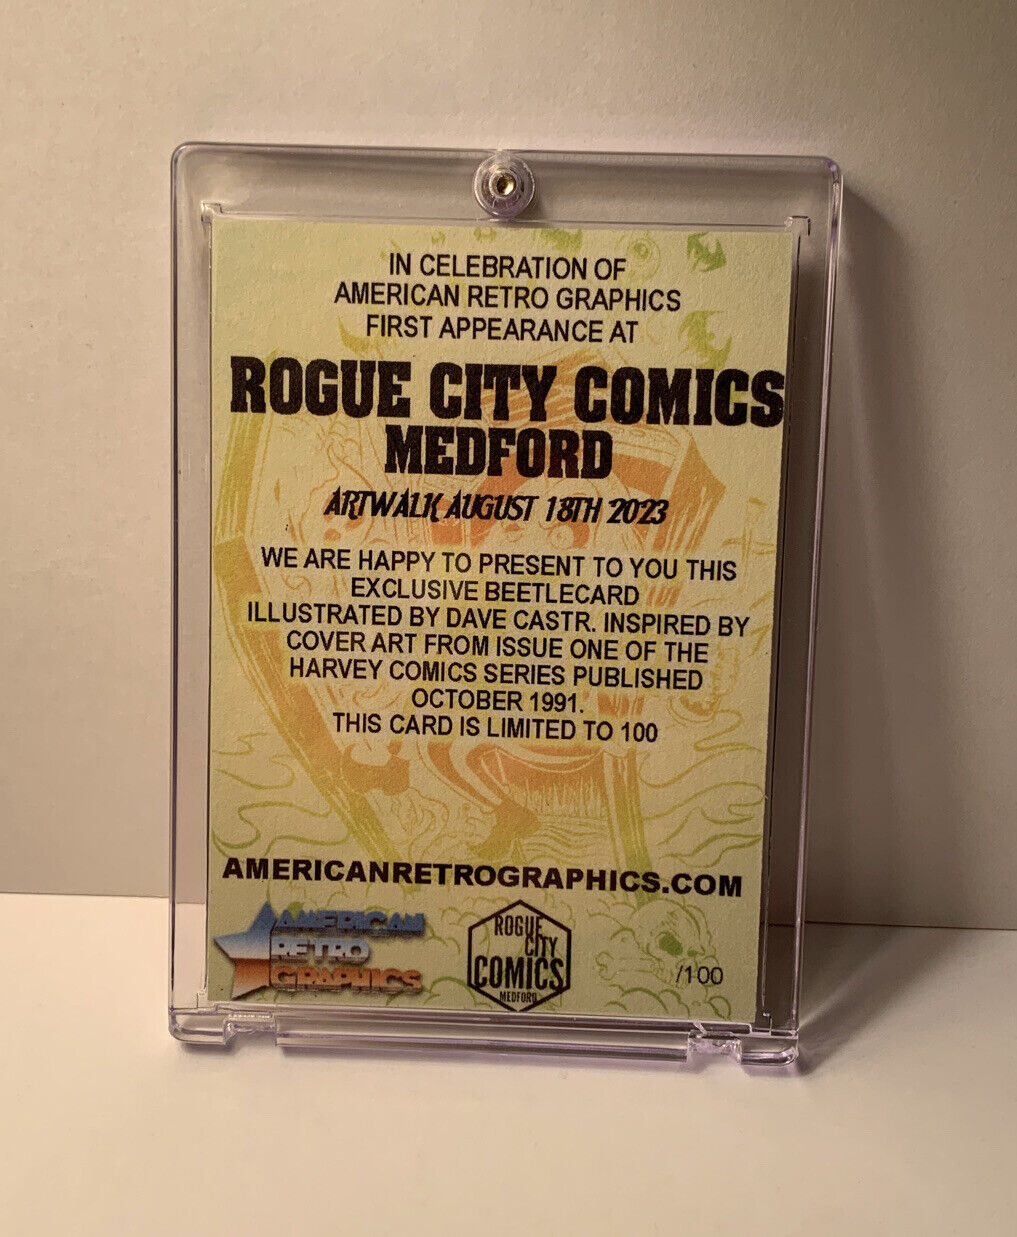 IN CELEBRATION OF
AMERICAN RETRO GRAPHICS
FIRST APPEARANCE AT
ROGUE CITY COMICS
MEDFORD
ARTWALK AUGUST 18TH 2023
WE ARE HAPPY TO PRESENT TO YOU THIS
EXCLUSIVE BEETLECARD
ILLUSTRATED BY DAVE CASTR. INSPIRED BY
COVER ART FROM ISSUE ONE OF THE
HARVEY COMICS SERIES PUBLISHED
OCTOBER 1991.
THIS CARD IS LIMITED TO 100
AMERICANRETROGRAPHICS.COM
AMERICAN
RETRO
GRAPHICS
ROGUE
CITY
COMICS
MEDFORD
/100